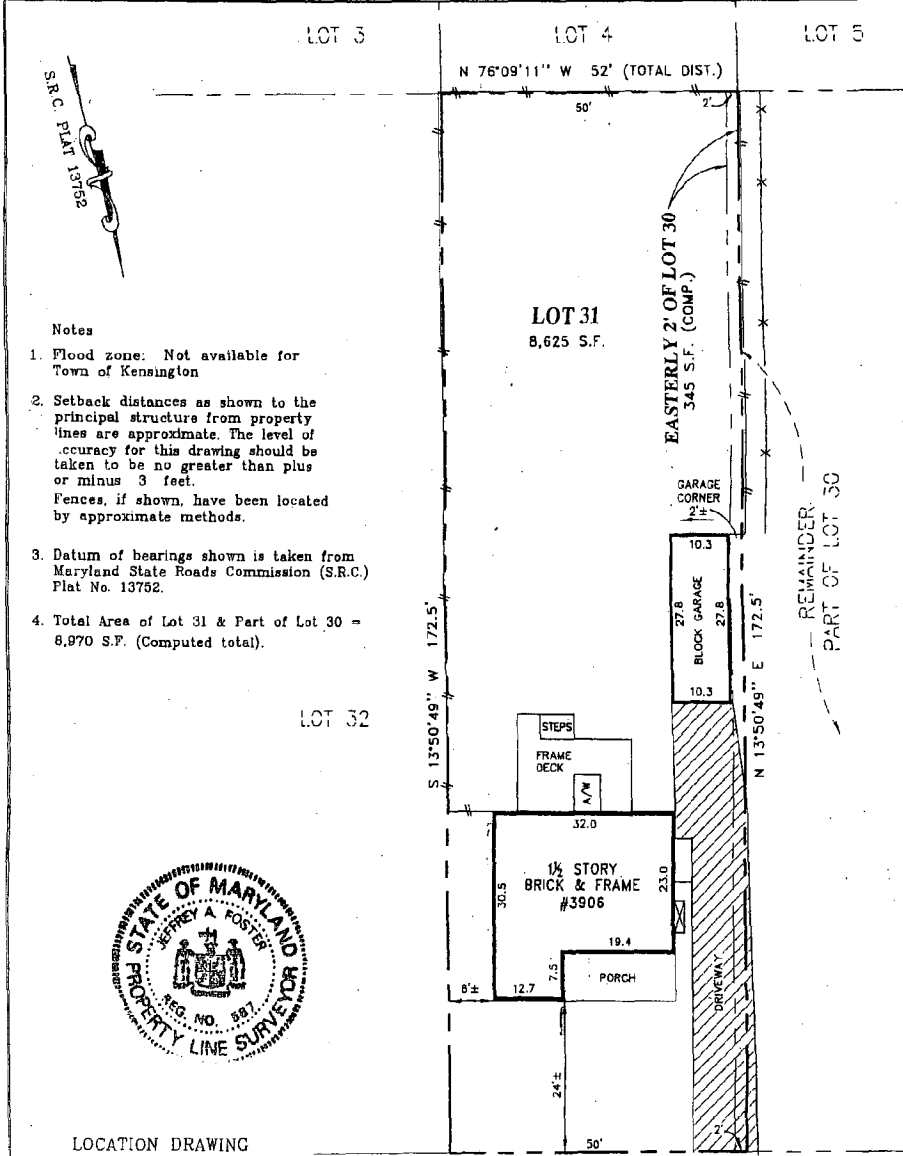 LOT 3
LOT 4
LOT 5
N 76°09'11" W 52' (TOTAL DIST.)
50'
2'
S.R.C. PLAT 13752
EASTERLY 2' OF LOT 30
345 S.F. (COMP.)
LOT 31
8,625 S.F.
Notes
1. Flood zone: Not available for
Town of Kensington
2. Setback distances as shown to the
principal structure from property
lines are approximate. The level of
.ccuracy for this drawing should be
taken to be no greater than plus
or minus 3 feet.
Fences, if shown, have been located
by approximate methods.
3. Datum of bearings shown is taken from
Maryland State Roads Commission (S.R.C.)
Plat No. 13752.
4. Total Area of Lot 31 & Part of Lot 30 =
8,970 S.F. (Computed total).
GARAGE
CORNER
2'±
10.3
27.8
BLOCK GARAGE
27.8
10.3
REMAINDER
PART OF LOT 30
S 13°50'49" W 172.5'
N 13°50'49" E 172.5'
LOT 32
STEPS
FRAME
DECK
A/W
32.0
1½ STORY
BRICK & FRAME
#3906
30.5
23.0
19.4
7.5
PORCH
12.7
6'±
DRIVEWAY
24'±
50'
2'
STATE OF MARYLAND
JEFFREY A. FOSTER
REG. NO. 587
PROPERTY LINE SURVEYOR
LOCATION DRAWING